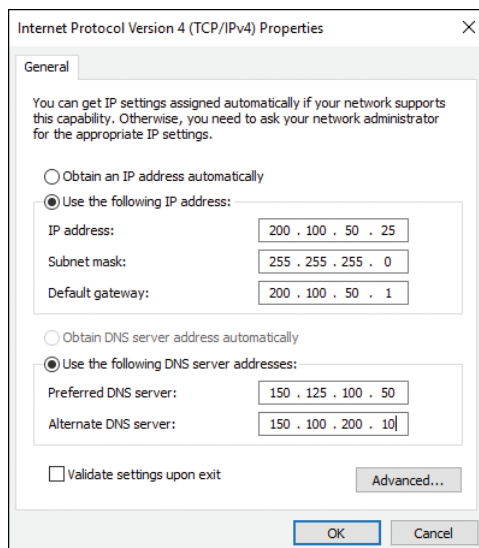 Internet Protocol Version 4 (TCP/IPv4) Properties
General
You can get IP settings assigned automatically if your network supports
this capability. Otherwise, you need to ask your network administrator
for the appropriate IP settings.
Obtain an IP address automatically
Use the following IP address:
IP address: 200 . 100 . 50 . 25
Subnet mask: 255 . 255 . 255 . 0
Default gateway: 200 . 100 . 50 . 1
Obtain DNS server address automatically
Use the following DNS server addresses:
Preferred DNS server: 150 . 125 . 100 . 50
Alternate DNS server: 150 . 100 . 200 . 10
Validate settings upon exit
Advanced...
OK Cancel